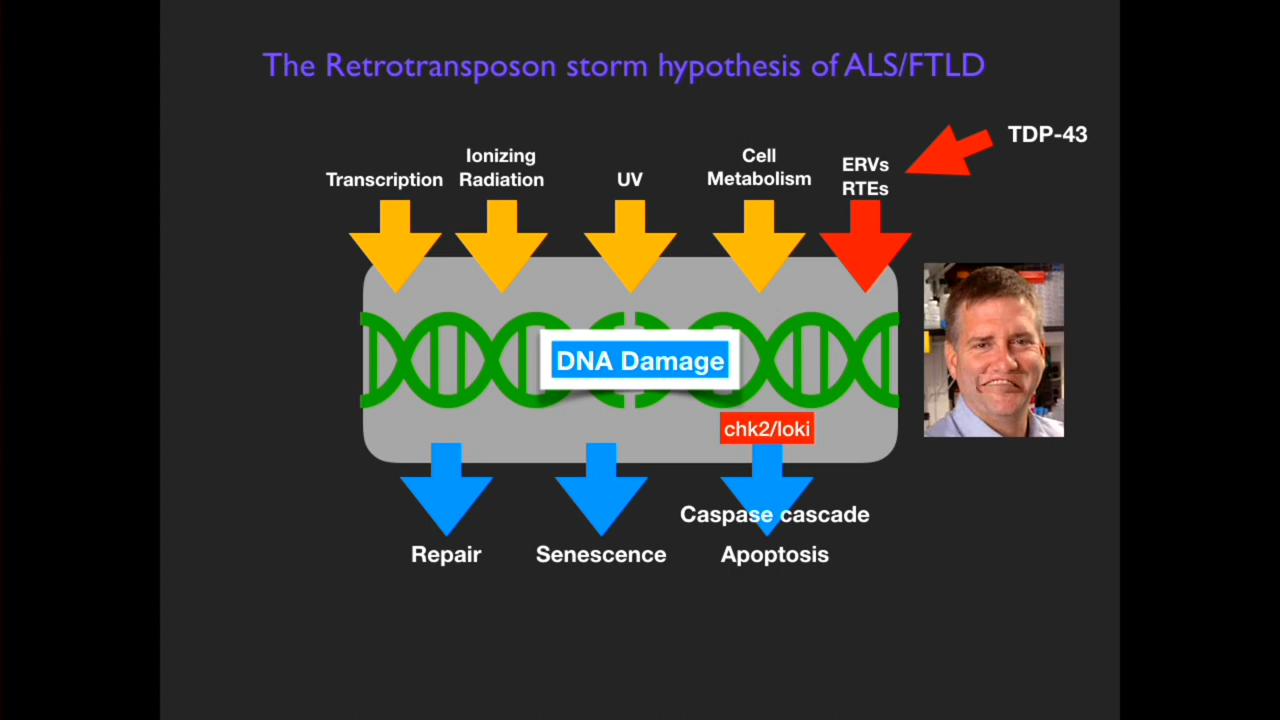 The Retrotransposon storm hypothesis of ALS/FTLD
TDP-43
Transcription
Ionizing
Radiation
UV
Cell
Metabolism
ERVs
RTEs
DNA Damage
chk2/loki
Caspase cascade
Repair
Senescence
Apoptosis